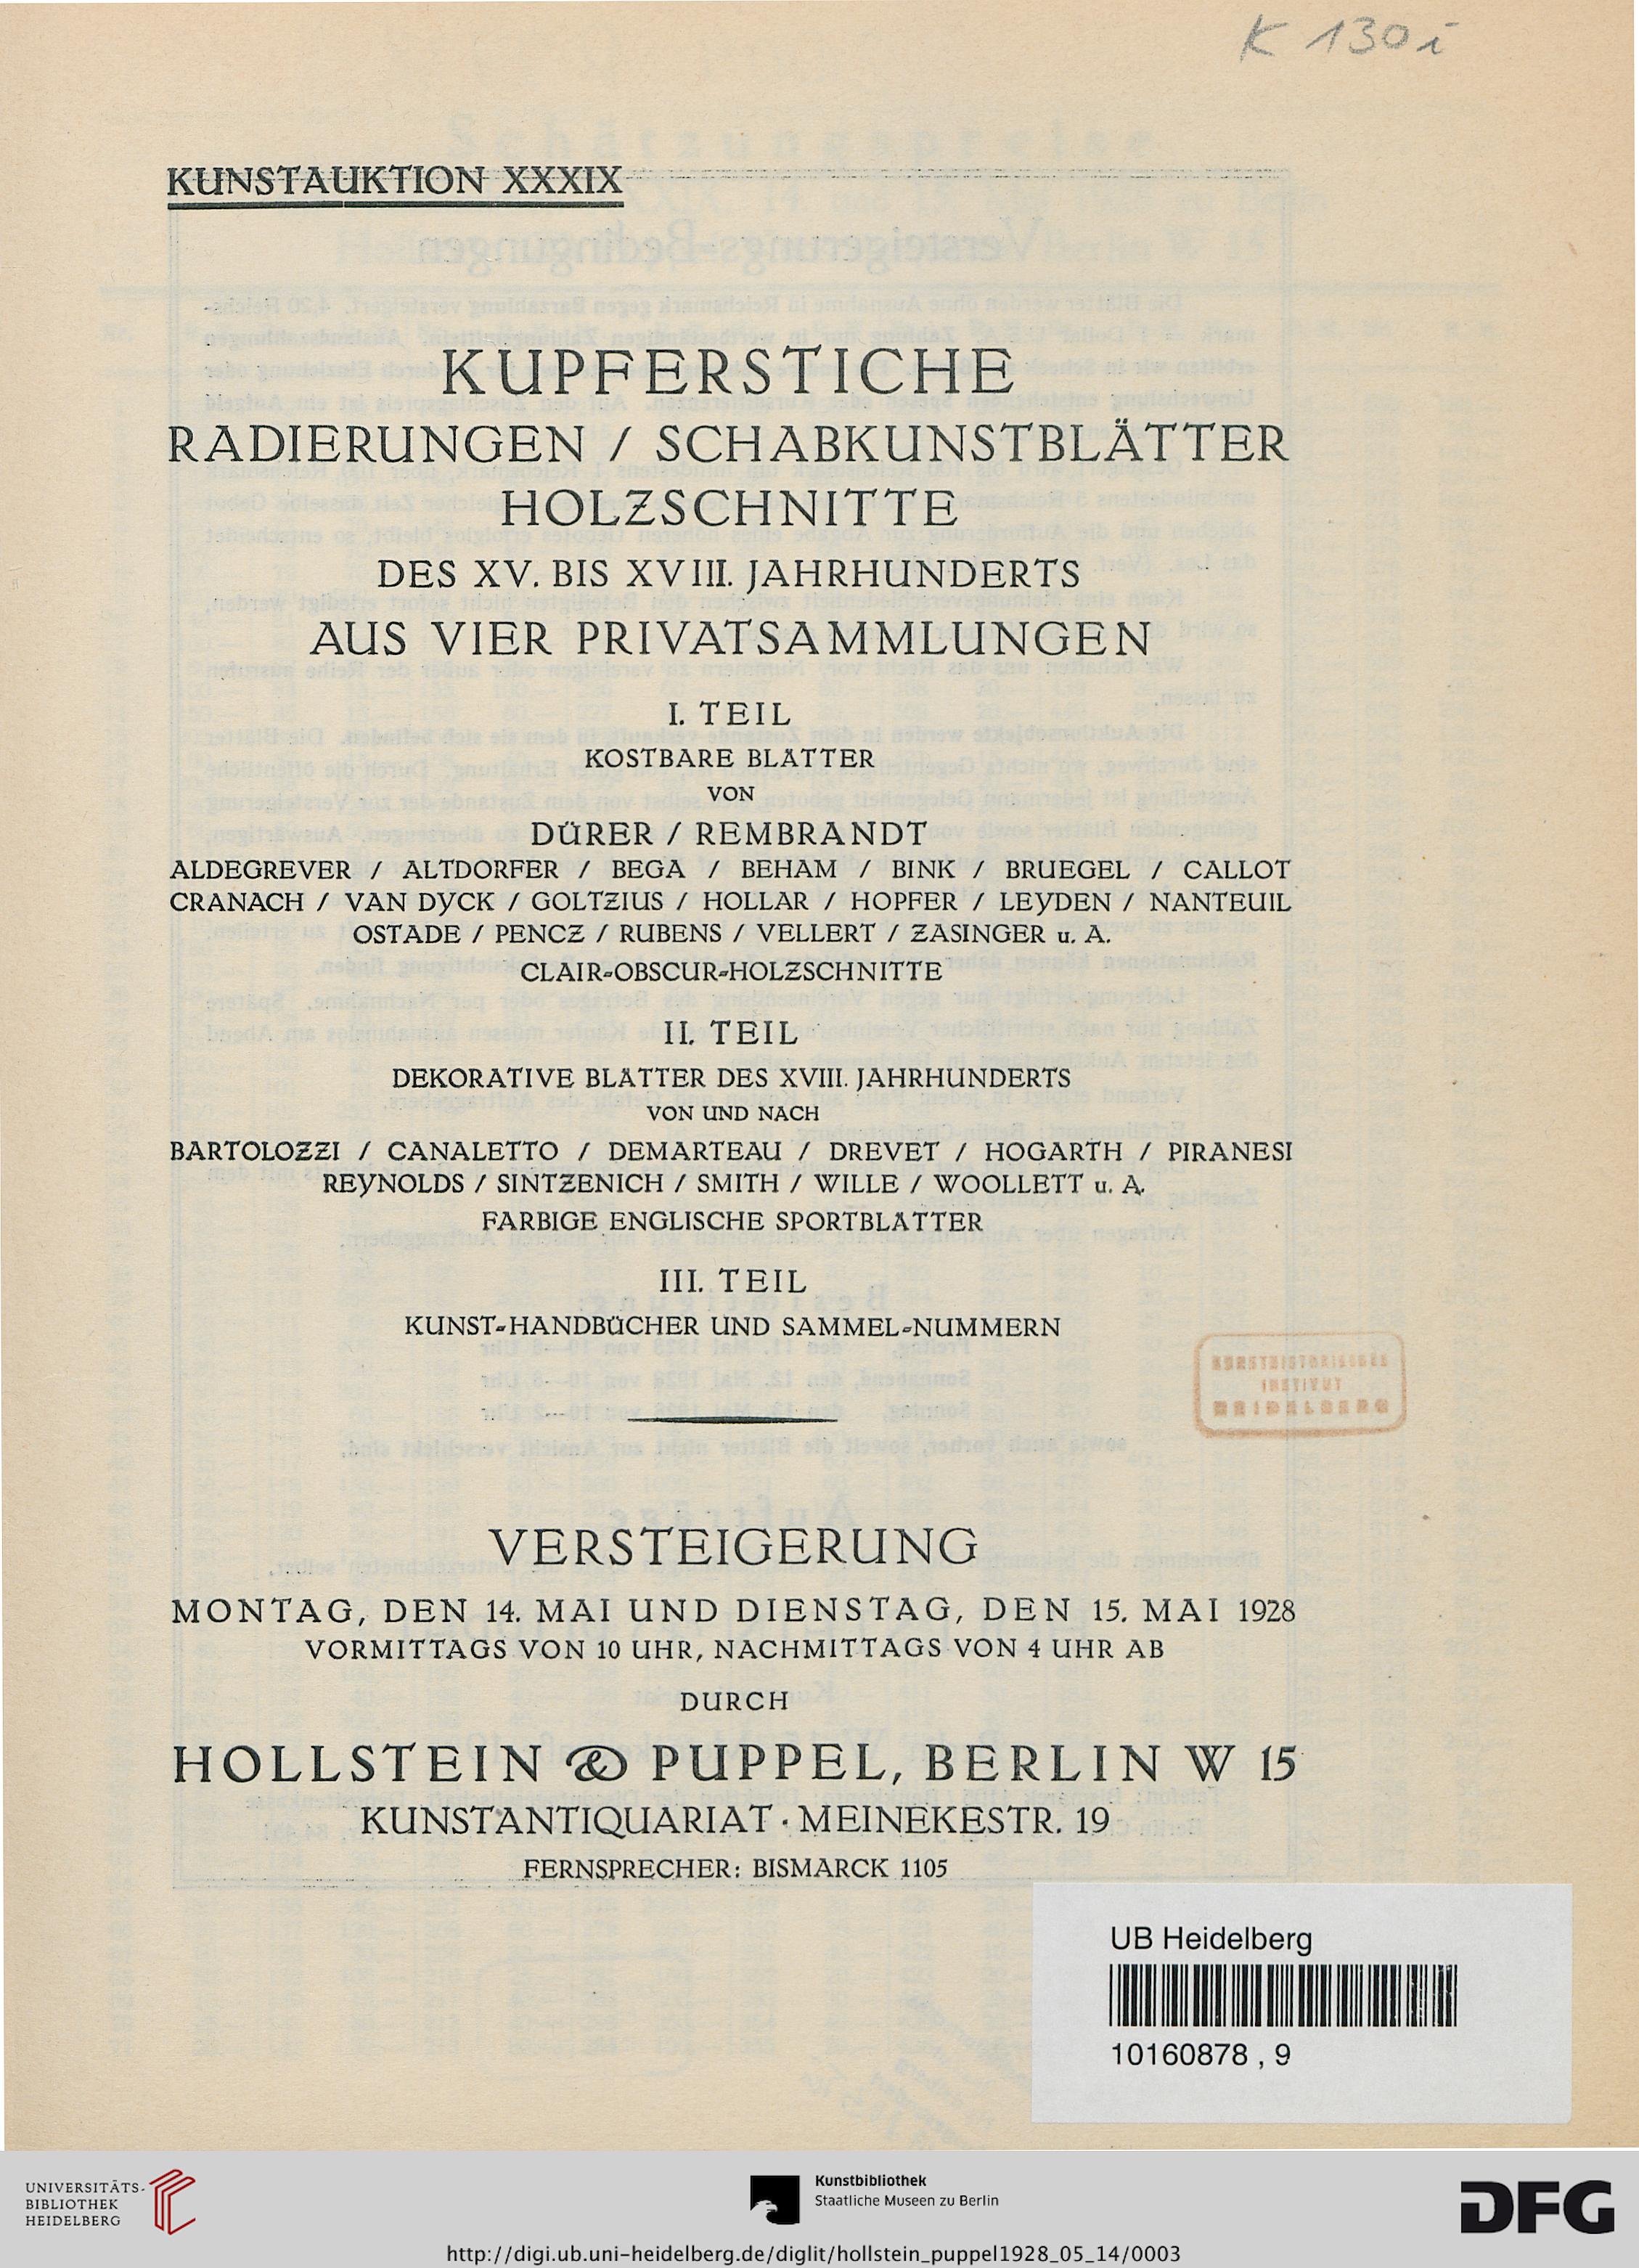 K 130 i
KUNSTAUKTION XXXIX
KUPFERSTICHE
RADIERUNGEN / SCHABKUNSTBLÄTTER
HOLZSCHNITTE
DES XV. BIS XVIII. JAHRHUNDERTS
AUS VIER PRIVATSAMMLUNGEN
I. TEIL
KOSTBARE BLÄTTER
VON
DÜRER / REMBRANDT
ALDEGREVER / ALTDORFER / BEGA / BEHAM / BINK / BRUEGEL / CALLOT
CRANACH / VAN DYCK / GOLTZIUS / HOLLAR / HOPFER / LEYDEN / NANTEUIL
OSTADE / PENCZ / RUBENS / VELLERT / ZASINGER u. A.
CLAIR-OBSCUR-HOLZSCHNITTE
II. TEIL
DEKORATIVE BLÄTTER DES XVIII. JAHRHUNDERTS
VON UND NACH
BARTOLOZZI / CANALETTO / DEMARTEAU / DREVET / HOGARTH / PIRANESI
REYNOLDS / SINTZENICH / SMITH / WILLE / WOOLLETT u. A.
FARBIGE ENGLISCHE SPORTBLÄTTER
III. TEIL
KUNST-HANDBÜCHER UND SAMMEL-NUMMERN
KUNSTHISTORISCHES
INSTITUT
HEIDELBERG
VERSTEIGERUNG
MONTAG, DEN 14. MAI UND DIENSTAG, DEN 15. MAI 1928
VORMITTAGS VON 10 UHR, NACHMITTAGS VON 4 UHR AB
DURCH
HOLLSTEIN & PUPPEL, BERLIN W 15
KUNSTANTIQUARIAT · MEINEKESTR. 19
FERNSPRECHER: BISMARCK 1105
UB Heidelberg
10160878 , 9
UNIVERSITÄTS-
BIBLIOTHEK
HEIDELBERG
Kunstbibliothek
Staatliche Museen zu Berlin
DFG
http://digi.ub.uni-heidelberg.de/diglit/hollstein_puppel1928_05_14/0003